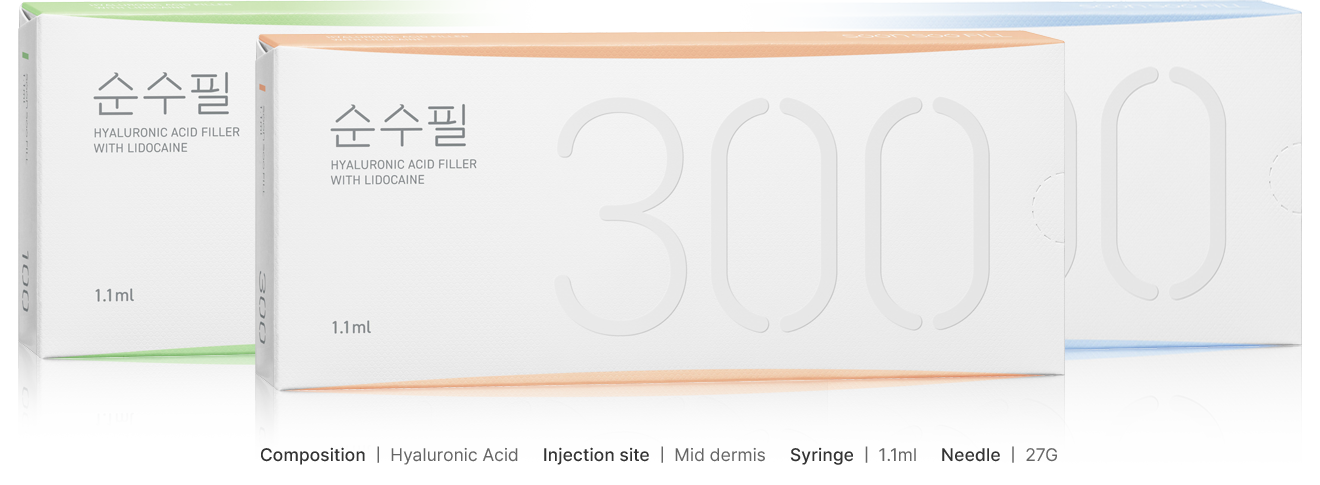 순수필
HYALURONIC ACID FILLER
WITH LIDOCAINE
1.1ml
100
순수필
HYALURONIC ACID FILLER
WITH LIDOCAINE
1.1ml
300
300
00
Composition | Hyaluronic Acid Injection site | Mid dermis Syringe | 1.1ml Needle | 27G